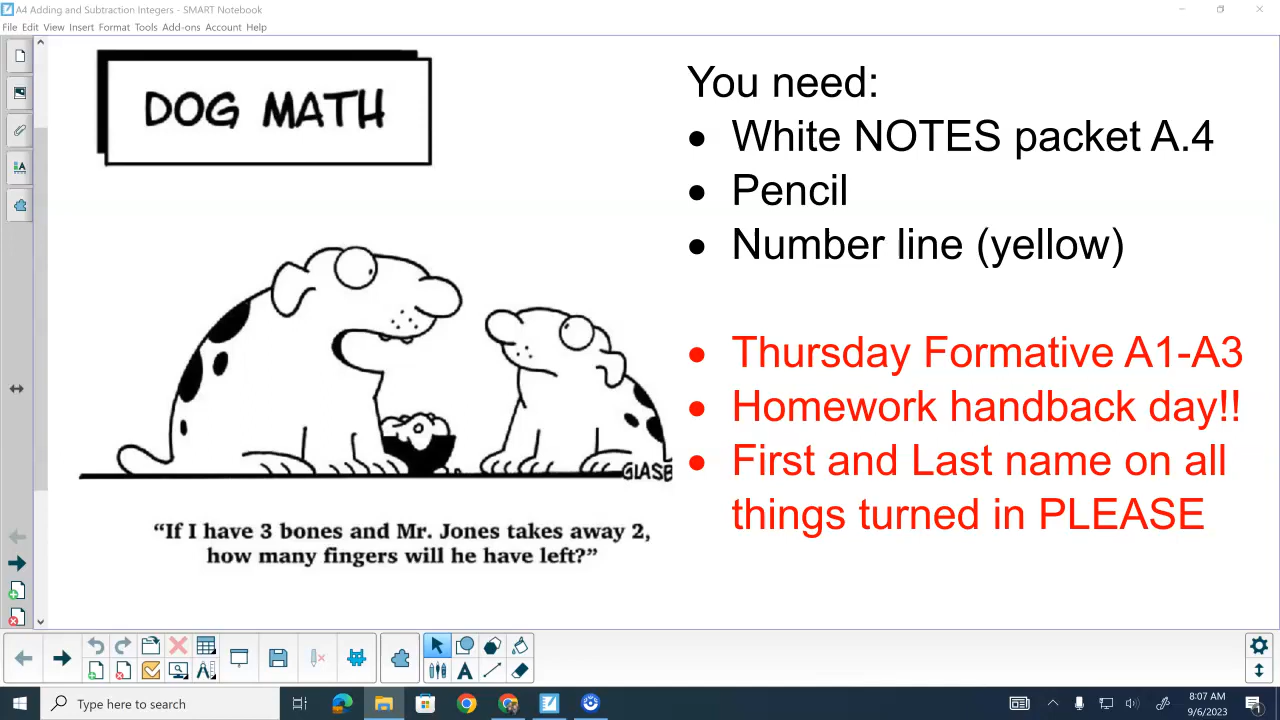 A4 Adding and Subtraction Integers - SMART Notebook
File Edit View Insert Format Tools Add-ons Account Help
DOG MATH
GLASB
"If I have 3 bones and Mr. Jones takes away 2,
how many fingers will he have left?"
You need:
• White NOTES packet A.4
• Pencil
• Number line (yellow)
• Thursday Formative A1-A3
• Homework handback day!!
• First and Last name on all
things turned in PLEASE
Type here to search
8:07 AM
9/6/2023
1